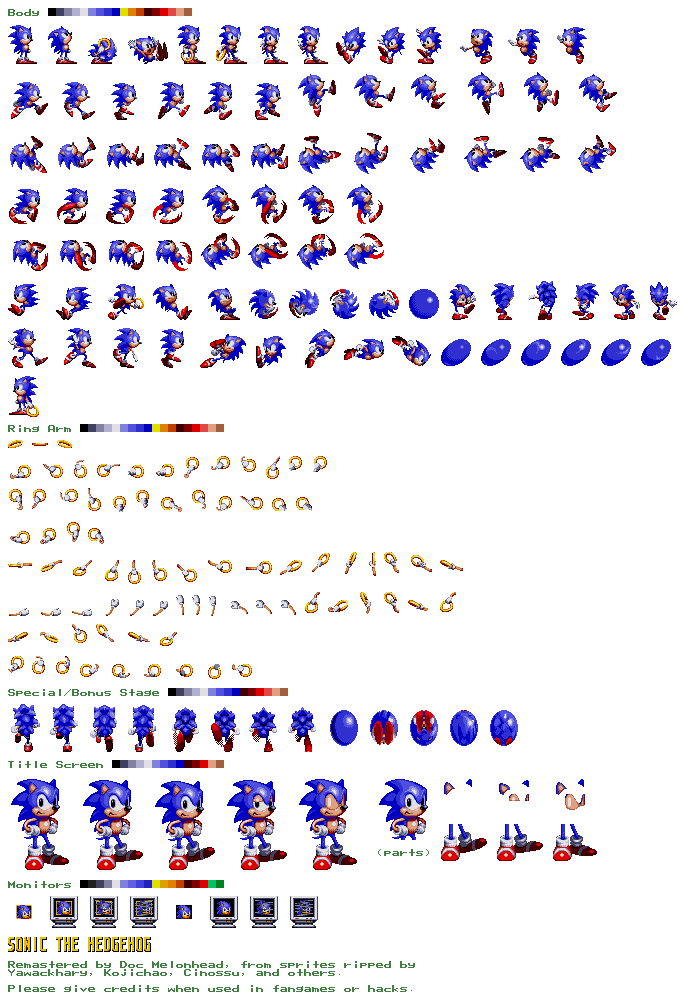 Body
Ring Arm
Special/Bonus Stage
Title Screen
(parts)
Monitors
SONIC THE HEDGEHOG
Remastered by Doc Melonhead, from sprites ripped by
Yawackhary, Kojichao, Cinossu, and others.
Please give credits when used in fangames or hacks.